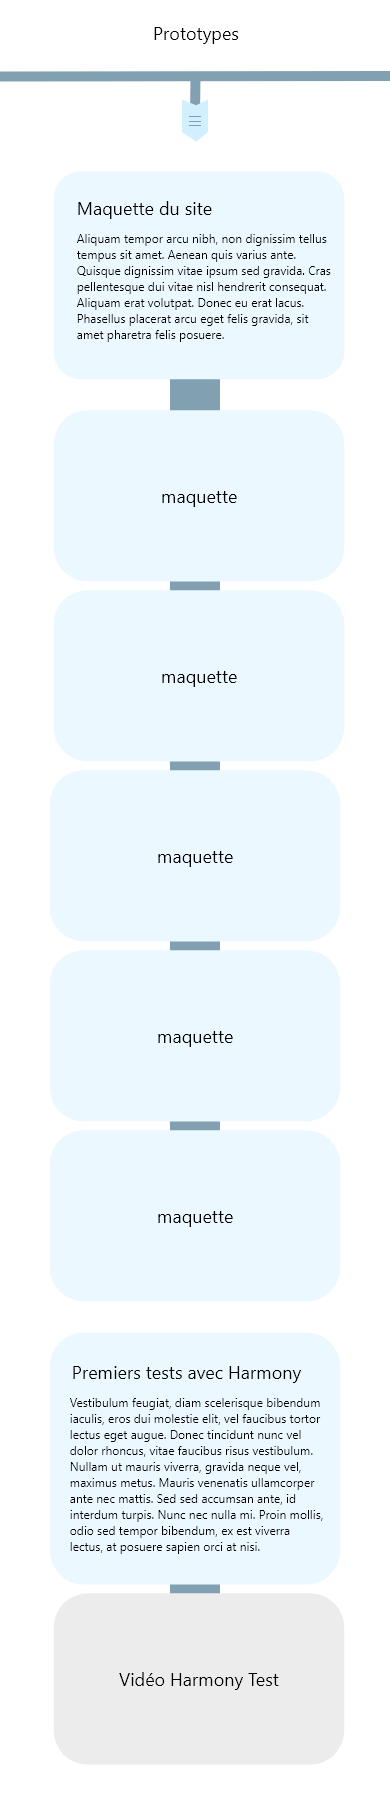 Prototypes
Maquette du site
Aliquam tempor arcu nibh, non dignissim tellus
tempus sit amet. Aenean quis varius ante.
Quisque dignissim vitae ipsum sed gravida. Cras
pellentesque dui vitae nisl hendrerit consequat.
Aliquam erat volutpat. Donec eu erat lacus.
Phasellus placerat arcu eget felis gravida, sit
amet pharetra felis posuere.
maquette
maquette
maquette
maquette
maquette
Premiers tests avec Harmony
Vestibulum feugiat, diam scelerisque bibendum
iaculis, eros dui molestie elit, vel faucibus tortor
lectus eget augue. Donec tincidunt nunc vel
dolor rhoncus, vitae faucibus risus vestibulum.
Nullam ut mauris viverra, gravida neque vel,
maximus metus. Mauris venenatis ullamcorper
ante nec mattis. Sed sed accumsan ante, id
interdum turpis. Nunc nec nulla mi. Proin mollis,
odio sed tempor bibendum, ex est viverra
lectus, at posuere sapien orci at nisi.
Vidéo Harmony Test